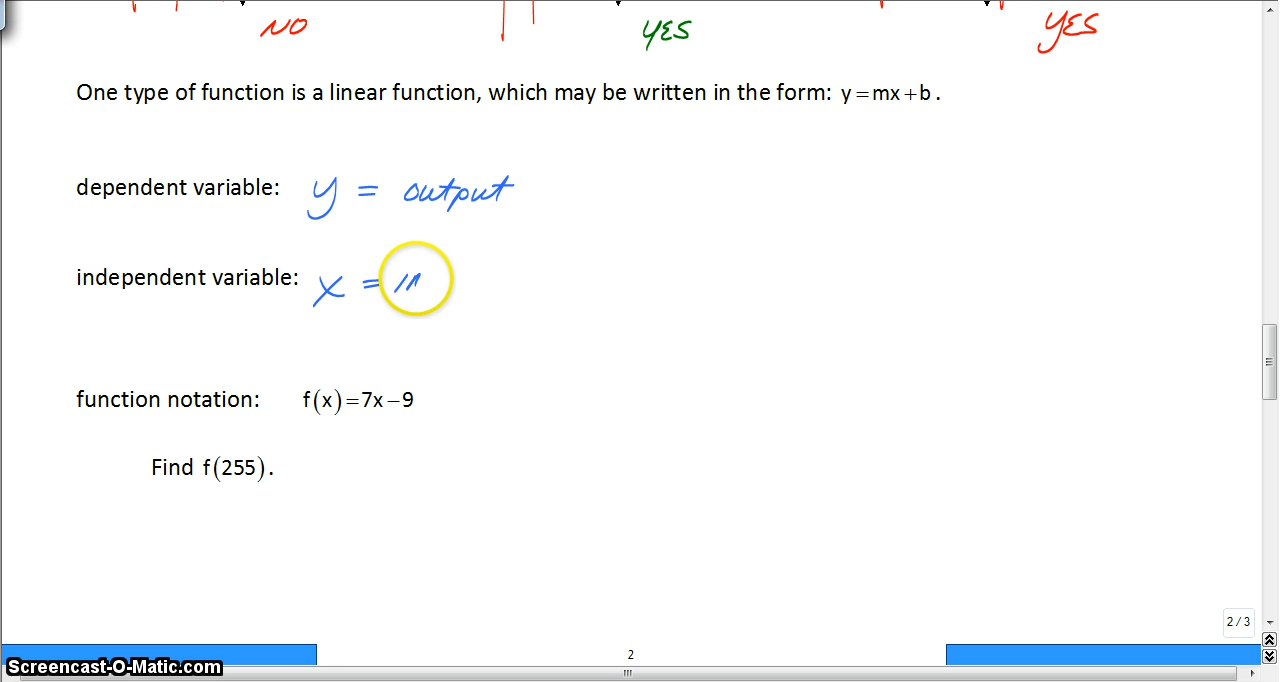 NO YES YES
One type of function is a linear function, which may be written in the form: y=mx+b.
dependent variable: y = output
independent variable: x = in
function notation: f(x)=7x−9
Find f(255).
2/3
2
Screencast-O-Matic.com